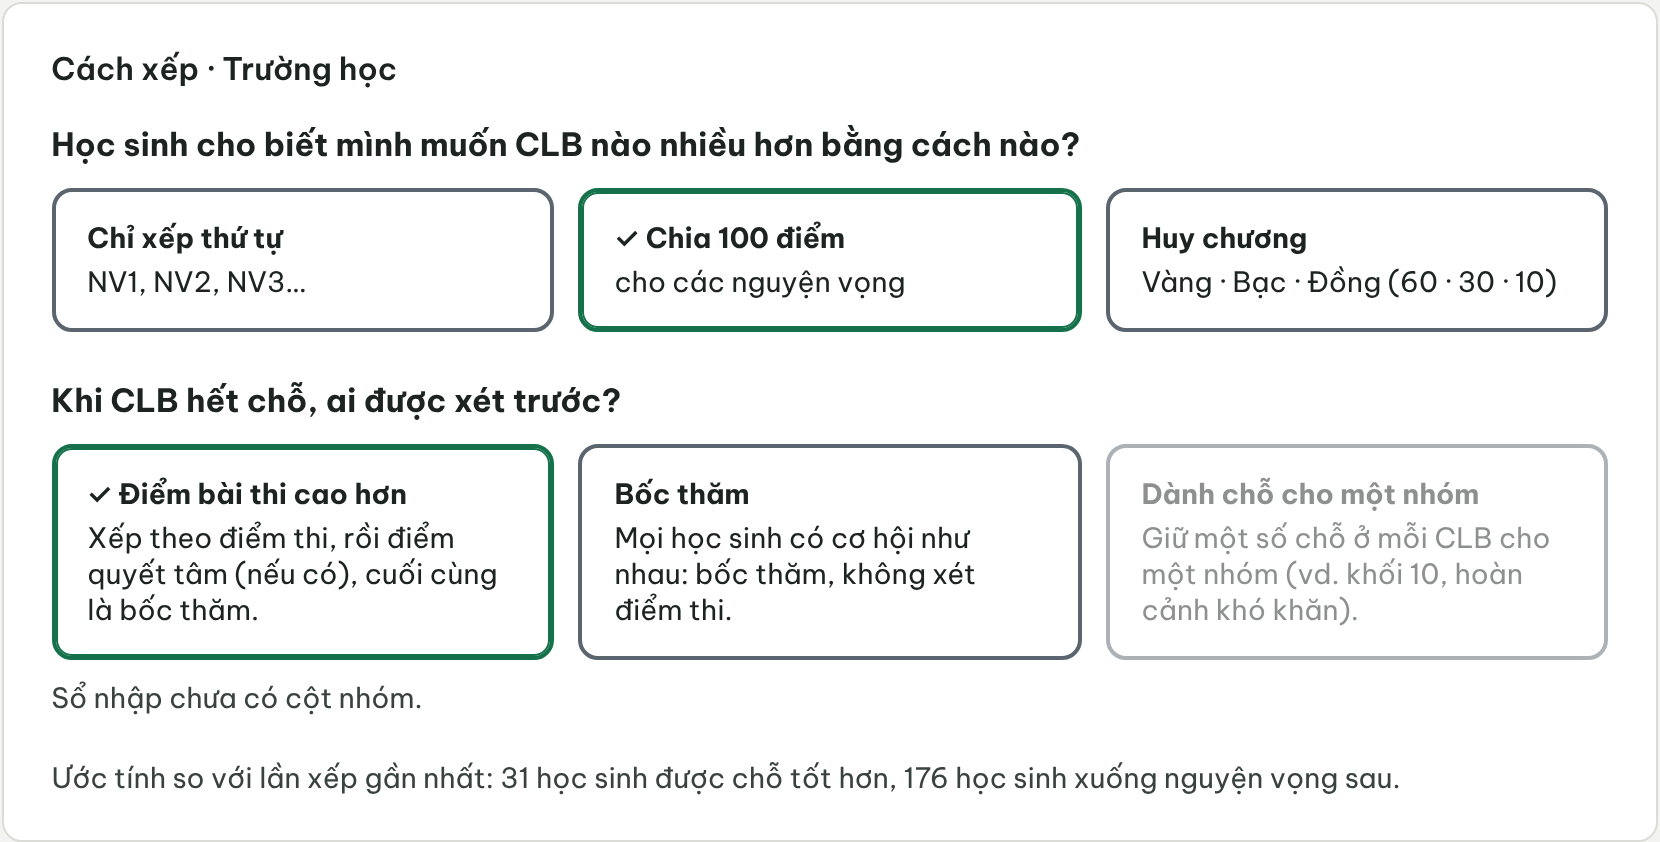 Cách xếp · Trường học
Học sinh cho biết mình muốn CLB nào nhiều hơn bằng cách nào?
Chỉ xếp thứ tự
NV1, NV2, NV3...
✓ Chia 100 điểm
cho các nguyện vọng
Huy chương
Vàng · Bạc · Đồng (60 · 30 · 10)
Khi CLB hết chỗ, ai được xét trước?
✓ Điểm bài thi cao hơn
Xếp theo điểm thi, rồi điểm
quyết tâm (nếu có), cuối cùng
là bốc thăm.
Bốc thăm
Mọi học sinh có cơ hội như
nhau: bốc thăm, không xét
điểm thi.
Dành chỗ cho một nhóm
Giữ một số chỗ ở mỗi CLB cho
một nhóm (vd. khối 10, hoàn
cảnh khó khăn).
Sổ nhập chưa có cột nhóm.
Ước tính so với lần xếp gần nhất: 31 học sinh được chỗ tốt hơn, 176 học sinh xuống nguyện vọng sau.